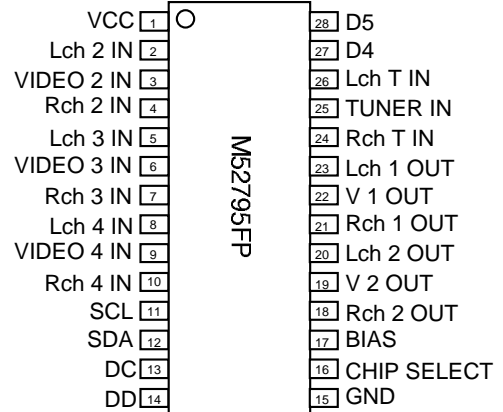 VCC 1 28 D5
Lch 2 IN 2 27 D4
VIDEO 2 IN 3 26 Lch T IN
Rch 2 IN 4 25 TUNER IN
Lch 3 IN 5 24 Rch T IN
VIDEO 3 IN 6 23 Lch 1 OUT
Rch 3 IN 7 22 V 1 OUT
Lch 4 IN 8 21 Rch 1 OUT
VIDEO 4 IN 9 20 Lch 2 OUT
Rch 4 IN 10 19 V 2 OUT
SCL 11 18 Rch 2 OUT
SDA 12 17 BIAS
DC 13 16 CHIP SELECT
DD 14 15 GND
M52795FP